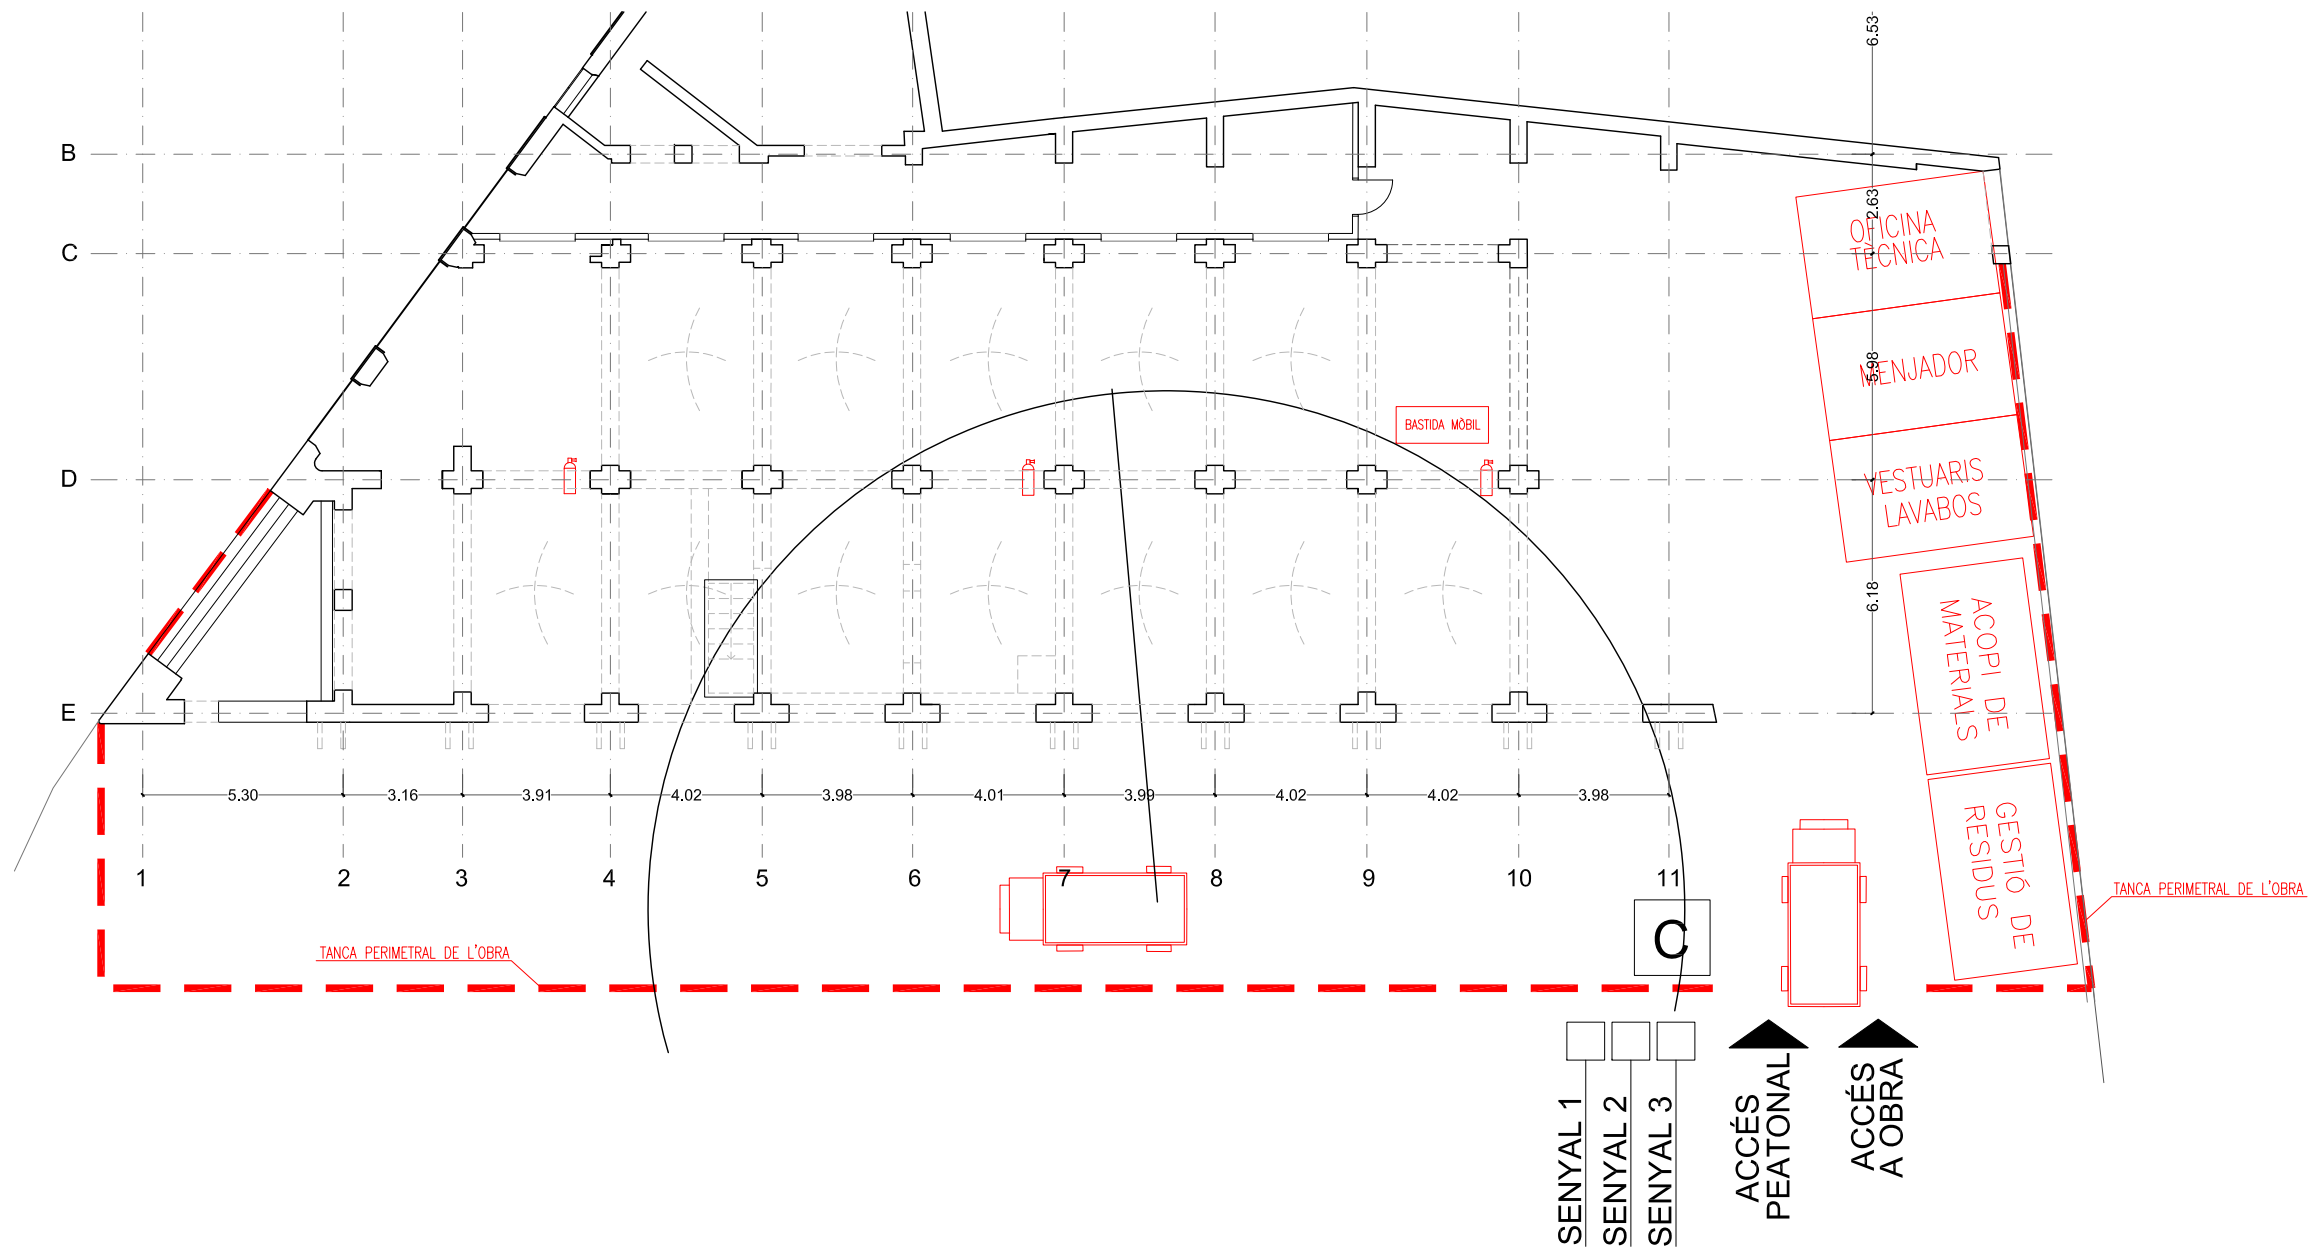 6.53
B
2.63
OFICINA
TÈCNICA
C
5.98
MENJADOR
BASTIDA MÒBIL
D
VESTUARIS
LAVABOS
6.18
ACOPI DE
MATERIALS
E
5.30
3.16
3.91
4.02
3.98
4.01
3.99
4.02
4.02
3.98
GESTIÓ DE
RESIDUS
1
2
3
4
5
6
7
8
9
10
11
TANCA PERIMETRAL DE L'OBRA
C
TANCA PERIMETRAL DE L'OBRA
SENYAL 1
SENYAL 2
SENYAL 3
ACCÉS
PEATONAL
ACCÉS
A OBRA